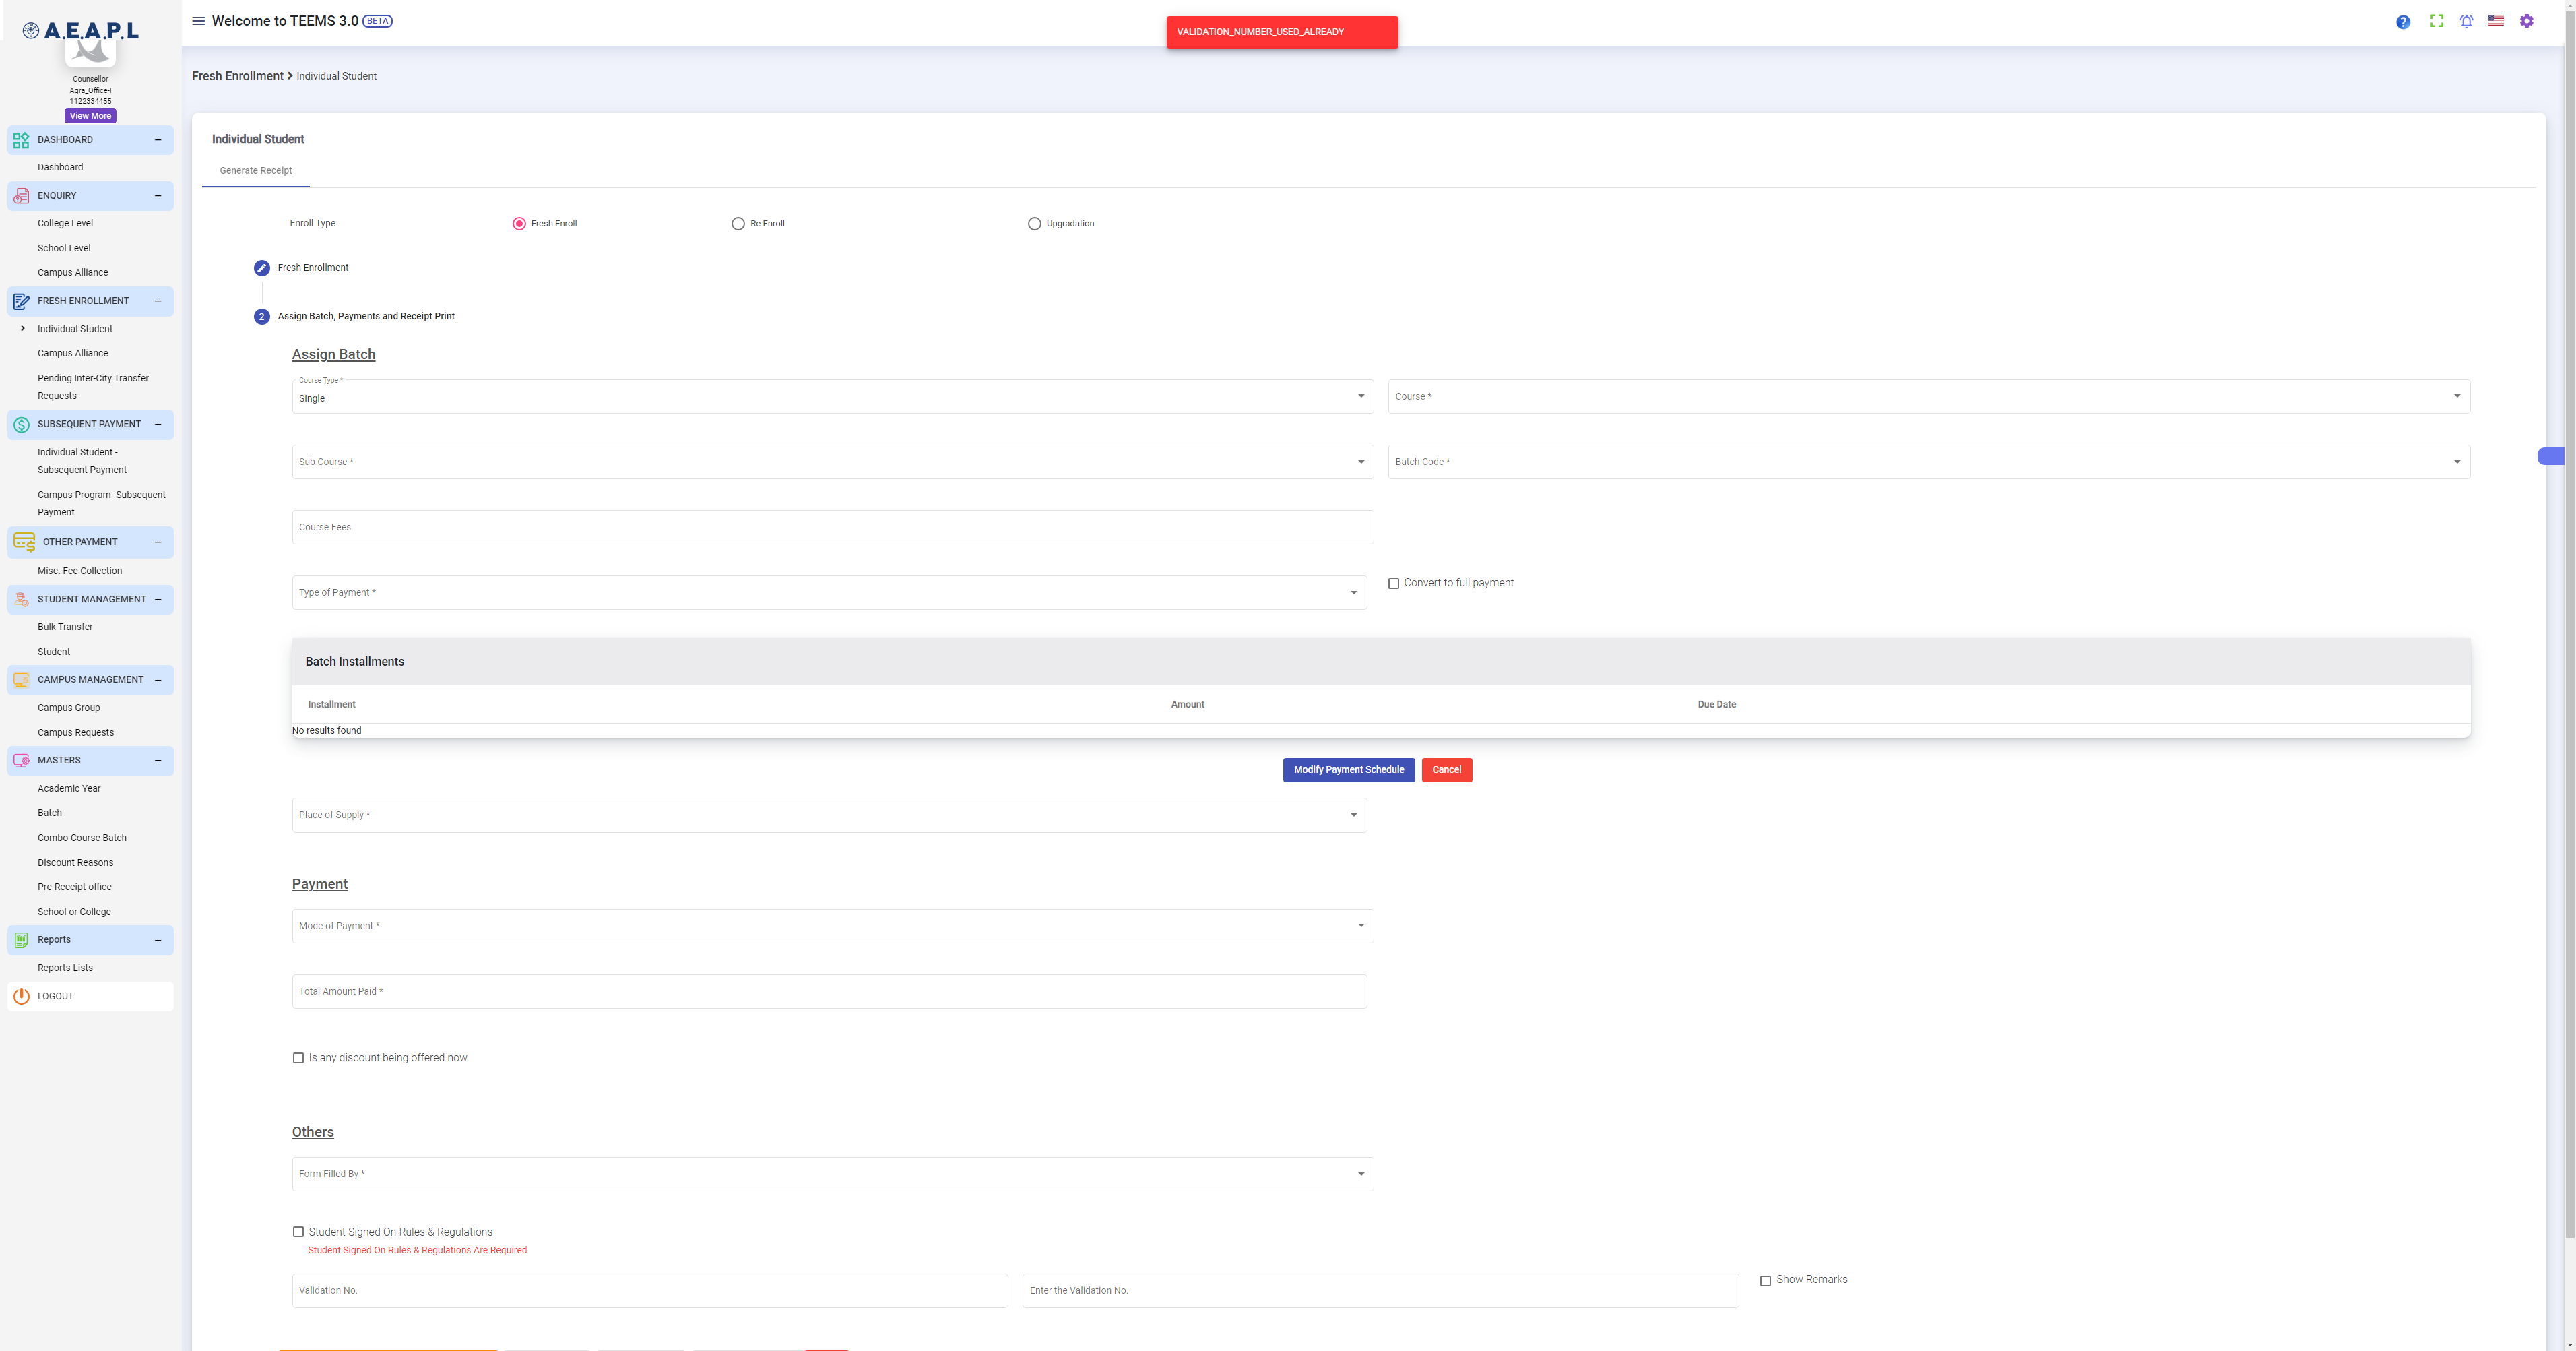 A.E.A.P.L
Counsellor
Agra_Office-I
1122334455
View More
DASHBOARD
Dashboard
ENQUIRY
College Level
School Level
Campus Alliance
FRESH ENROLLMENT
Individual Student
Campus Alliance
Pending Inter-City Transfer
Requests
SUBSEQUENT PAYMENT
Individual Student -
Subsequent Payment
Campus Program -Subsequent
Payment
OTHER PAYMENT
Misc. Fee Collection
STUDENT MANAGEMENT
Bulk Transfer
Student
CAMPUS MANAGEMENT
Campus Group
Campus Requests
MASTERS
Academic Year
Batch
Combo Course Batch
Discount Reasons
Pre-Receipt-office
School or College
Reports
Reports Lists
LOGOUT
Welcome to TEEMS 3.0 BETA
VALIDATION_NUMBER_USED_ALREADY
Fresh Enrollment > Individual Student
Individual Student
Generate Receipt
Enroll Type Fresh Enroll Re Enroll Upgradation
Fresh Enrollment
2 Assign Batch, Payments and Receipt Print
Assign Batch
Course Type *
Single
Course *
Sub Course *
Batch Code *
Course Fees
Type of Payment *
Convert to full payment
Batch Installments
Installment Amount Due Date
No results found
Modify Payment Schedule Cancel
Place of Supply *
Payment
Mode of Payment *
Total Amount Paid *
Is any discount being offered now
Others
Form Filled By *
Student Signed On Rules & Regulations
Student Signed On Rules & Regulations Are Required
Validation No.
Enter the Validation No.
Show Remarks